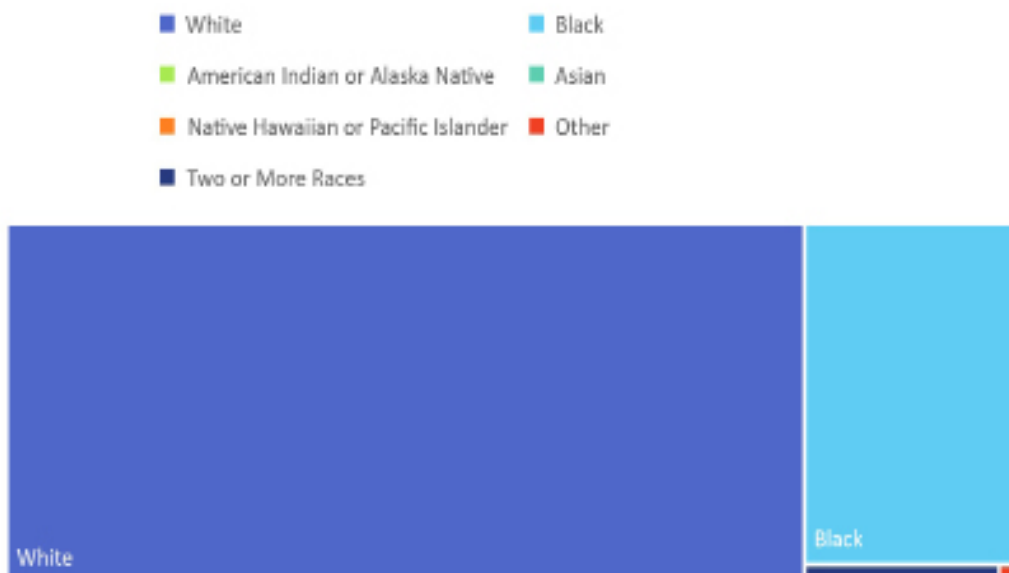 White Black
American Indian or Alaska Native Asian
Native Hawaiian or Pacific Islander Other
Two or More Races
Black
White